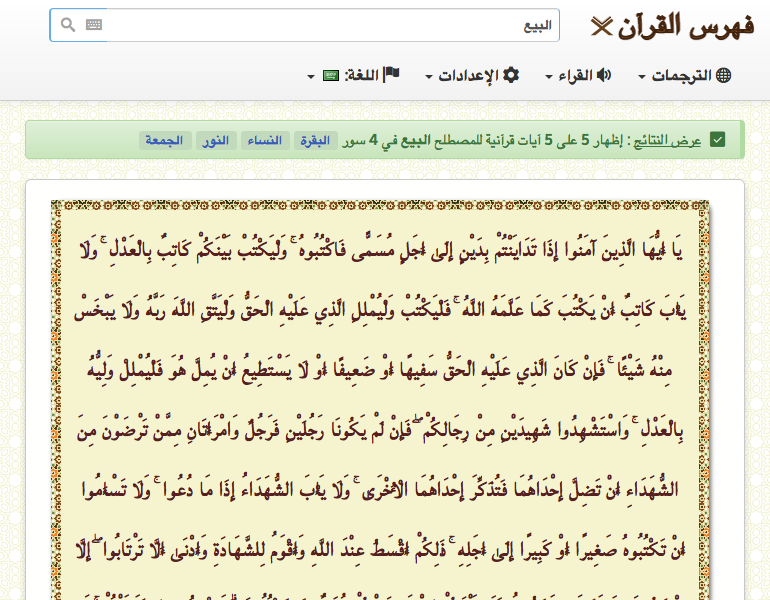 فهرس القرآن
البيع
الترجمات
القراء
الإعدادات
اللغة:
عرض النتائج : إظهار 5 على 5 آيات قرآنية للمصطلح البيع في 4 سور البقرة النساء النور الجمعة
يَا أَيُّهَا الَّذِينَ آمَنُوا إِذَا تَدَايَنْتُمْ بِدَيْنٍ إِلَىٰ أَجَلٍ مُسَمًّى فَاكْتُبُوهُ ۚ وَلْيَكْتُبْ بَيْنَكُمْ كَاتِبٌ بِالْعَدْلِ ۚ وَلَا
يَأْبَ كَاتِبٌ أَنْ يَكْتُبَ كَمَا عَلَّمَهُ اللَّهُ ۚ فَلْيَكْتُبْ وَلْيُمْلِلِ الَّذِي عَلَيْهِ الْحَقُّ وَلْيَتَّقِ اللَّهَ رَبَّهُ وَلَا يَبْخَسْ
مِنْهُ شَيْئًا ۚ فَإِنْ كَانَ الَّذِي عَلَيْهِ الْحَقُّ سَفِيهًا أَوْ ضَعِيفًا أَوْ لَا يَسْتَطِيعُ أَنْ يُمِلَّ هُوَ فَلْيُمْلِلْ وَلِيُّهُ
بِالْعَدْلِ ۚ وَاسْتَشْهِدُوا شَهِيدَيْنِ مِنْ رِجَالِكُمْ ۖ فَإِنْ لَمْ يَكُونَا رَجُلَيْنِ فَرَجُلٌ وَامْرَأَتَانِ مِمَّنْ تَرْضَوْنَ مِنَ
الشُّهَدَاءِ أَنْ تَضِلَّ إِحْدَاهُمَا فَتُذَكِّرَ إِحْدَاهُمَا الْأُخْرَىٰ ۚ وَلَا يَأْبَ الشُّهَدَاءُ إِذَا مَا دُعُوا ۚ وَلَا تَسْأَمُوا
أَنْ تَكْتُبُوهُ صَغِيرًا أَوْ كَبِيرًا إِلَىٰ أَجَلِهِ ۚ ذَٰلِكُمْ أَقْسَطُ عِنْدَ اللَّهِ وَأَقْوَمُ لِلشَّهَادَةِ وَأَدْنَىٰ أَلَّا تَرْتَابُوا ۖ إِلَّا